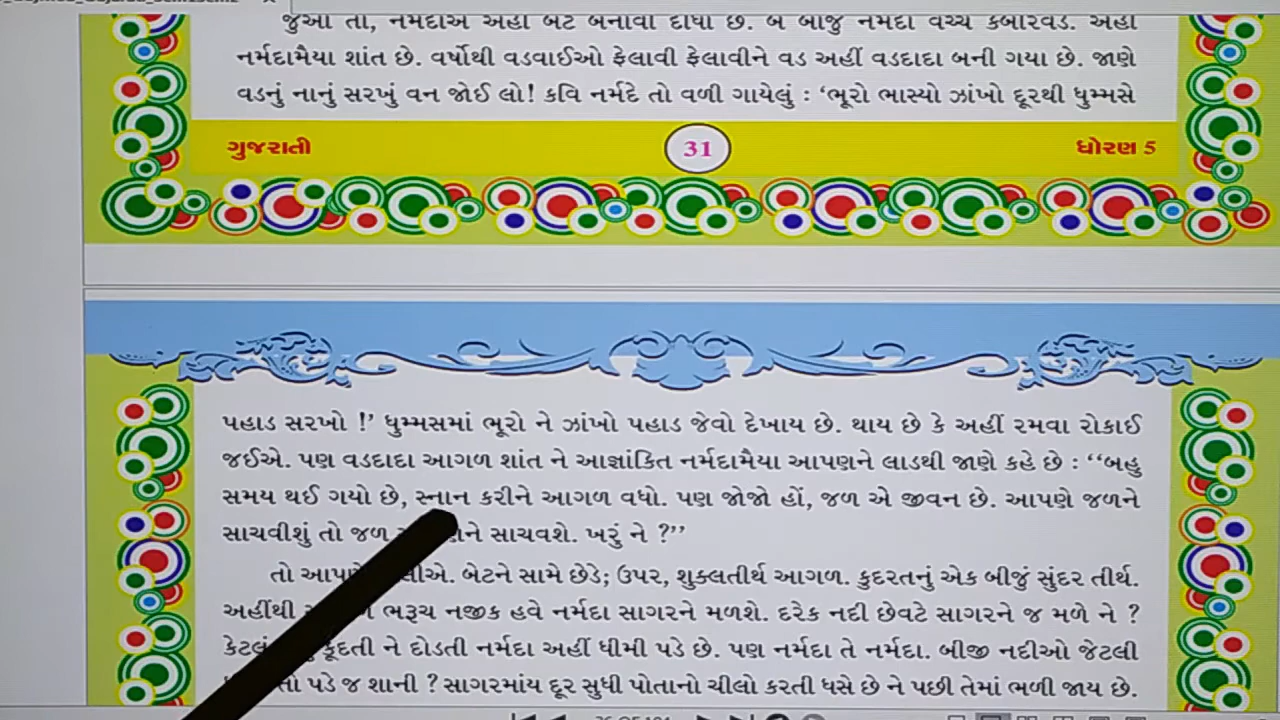 જુઓ તો, નર્મદાએ અહીં બેટ બનાવી દીધો છે. બે બાજુ નર્મદા વચ્ચે કબીરવડ. અહીં
નર્મદામૈયા શાંત છે. વર્ષોથી વડવાઈઓ ફેલાવી ફેલાવીને વડ અહીં વડદાદા બની ગયા છે. જાણે
વડનું નાનું સરખું વન જોઈ લો! કવિ નર્મદે તો વળી ગાયેલું : ‘ભૂરો ભાસ્યો ઝાંખો દૂરથી ધુમ્મસે
ગુજરાતી 31 ધોરણ 5
પહાડ સરખો !’ ધુમ્મસમાં ભૂરો ને ઝાંખો પહાડ જેવો દેખાય છે. થાય છે કે અહીં રમવા રોકાઈ
જઈએ. પણ વડદાદા આગળ શાંત ને આજ્ઞાંકિત નર્મદામૈયા આપણને લાડથી જાણે કહે છે : ‘‘બહુ
સમય થઈ ગયો છે, સ્નાન કરીને આગળ વધો. પણ જોજો હોં, જળ એ જીવન છે. આપણે જળને
સાચવીશું તો જળ સાચવશે. ખરું ને ?’’
તો બેટને સામે છેડે; ઉપર, શુક્લતીર્થ આગળ. કુદરતનું એક બીજું સુંદર તીર્થ.
અહીંથી ભરૂચ નજીક હવે નર્મદા સાગરને મળશે. દરેક નદી છેવટે સાગરને જ મળે ને ?
કૂદતી ને દોડતી નર્મદા અહીં ધીમી પડે છે. પણ નર્મદા તે નર્મદા. બીજી નદીઓ જેટલી
તો પડે જ શાની ? સાગરમાંય દૂર સુધી પોતાનો ચીલો કરતી ધસે છે ને પછી તેમાં ભળી જાય છે.